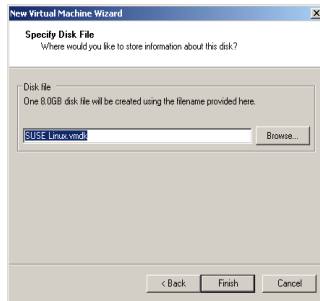 New Virtual Machine Wizard
Specify Disk File
Where would you like to store information about this disk?
Disk file
One 8.0GB disk file will be created using the filename provided here.
SUSE Linux.vmdk
Browse...
< Back
Finish
Cancel